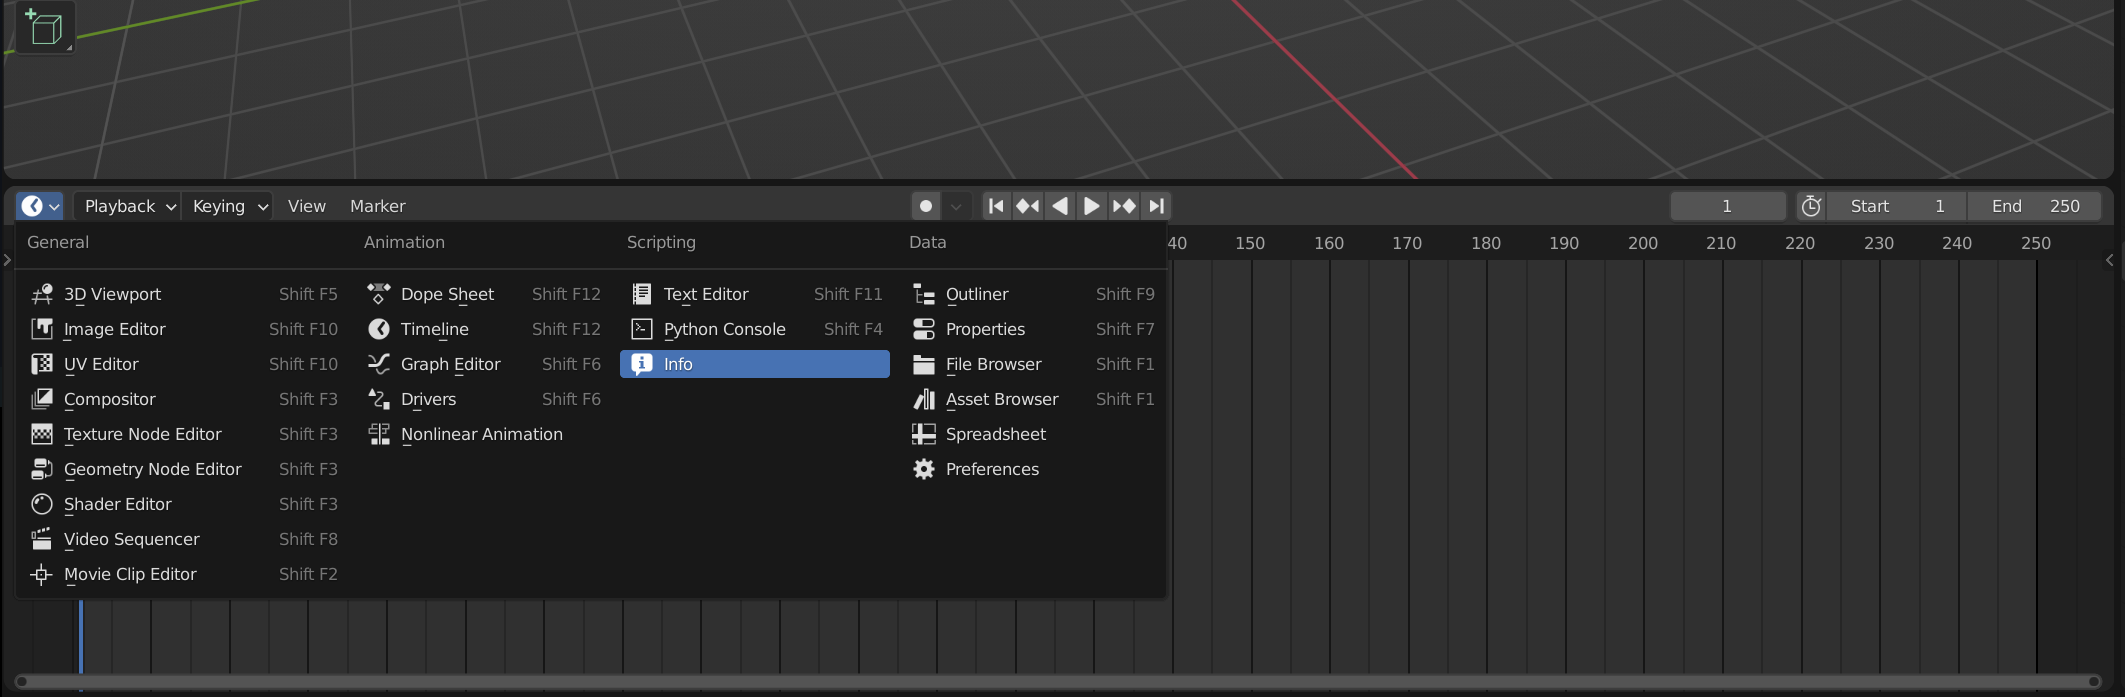 Playback Keying View Marker 1 Start 1 End 250
General Animation Scripting Data 40 150 160 170 180 190 200 210 220 230 240 250
3D Viewport Shift F5 Dope Sheet Shift F12 Text Editor Shift F11 Outliner Shift F9
Image Editor Shift F10 Timeline Shift F12 Python Console Shift F4 Properties Shift F7
UV Editor Shift F10 Graph Editor Shift F6 Info File Browser Shift F1
Compositor Shift F3 Drivers Shift F6 Asset Browser Shift F1
Texture Node Editor Shift F3 Nonlinear Animation Spreadsheet
Geometry Node Editor Shift F3 Preferences
Shader Editor Shift F3
Video Sequencer Shift F8
Movie Clip Editor Shift F2